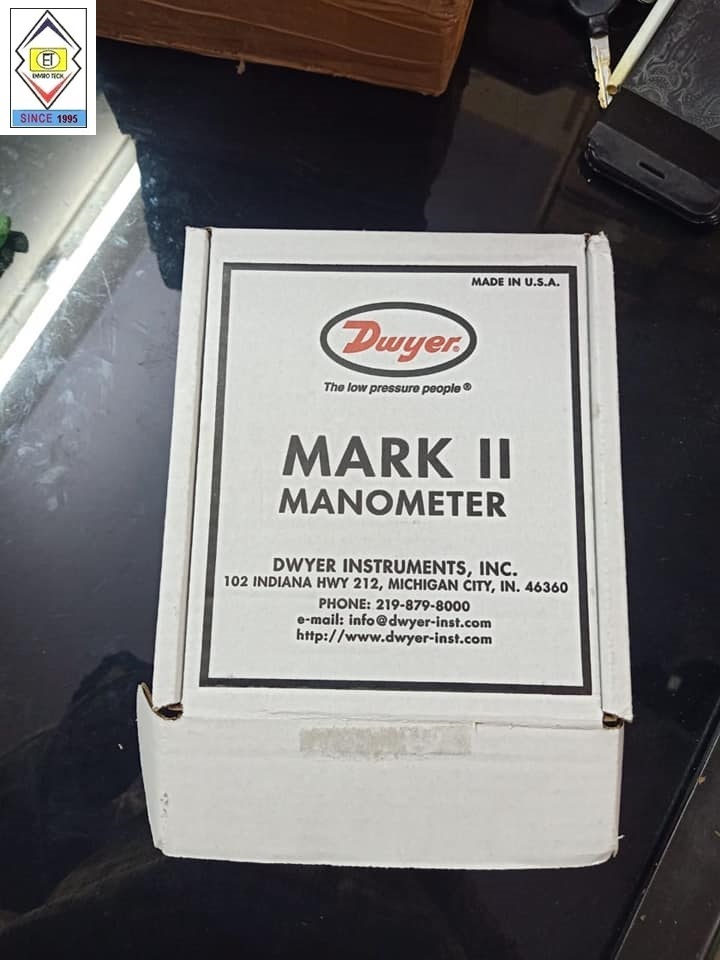 ET
ENVIRO TECH.
SINCE 1995
MADE IN U.S.A.
Dwyer®
The low pressure people®
MARK II
MANOMETER
DWYER INSTRUMENTS, INC.
102 INDIANA HWY 212, MICHIGAN CITY, IN. 46360
PHONE: 219-879-8000
e-mail: info@dwyer-inst.com
http://www.dwyer-inst.com